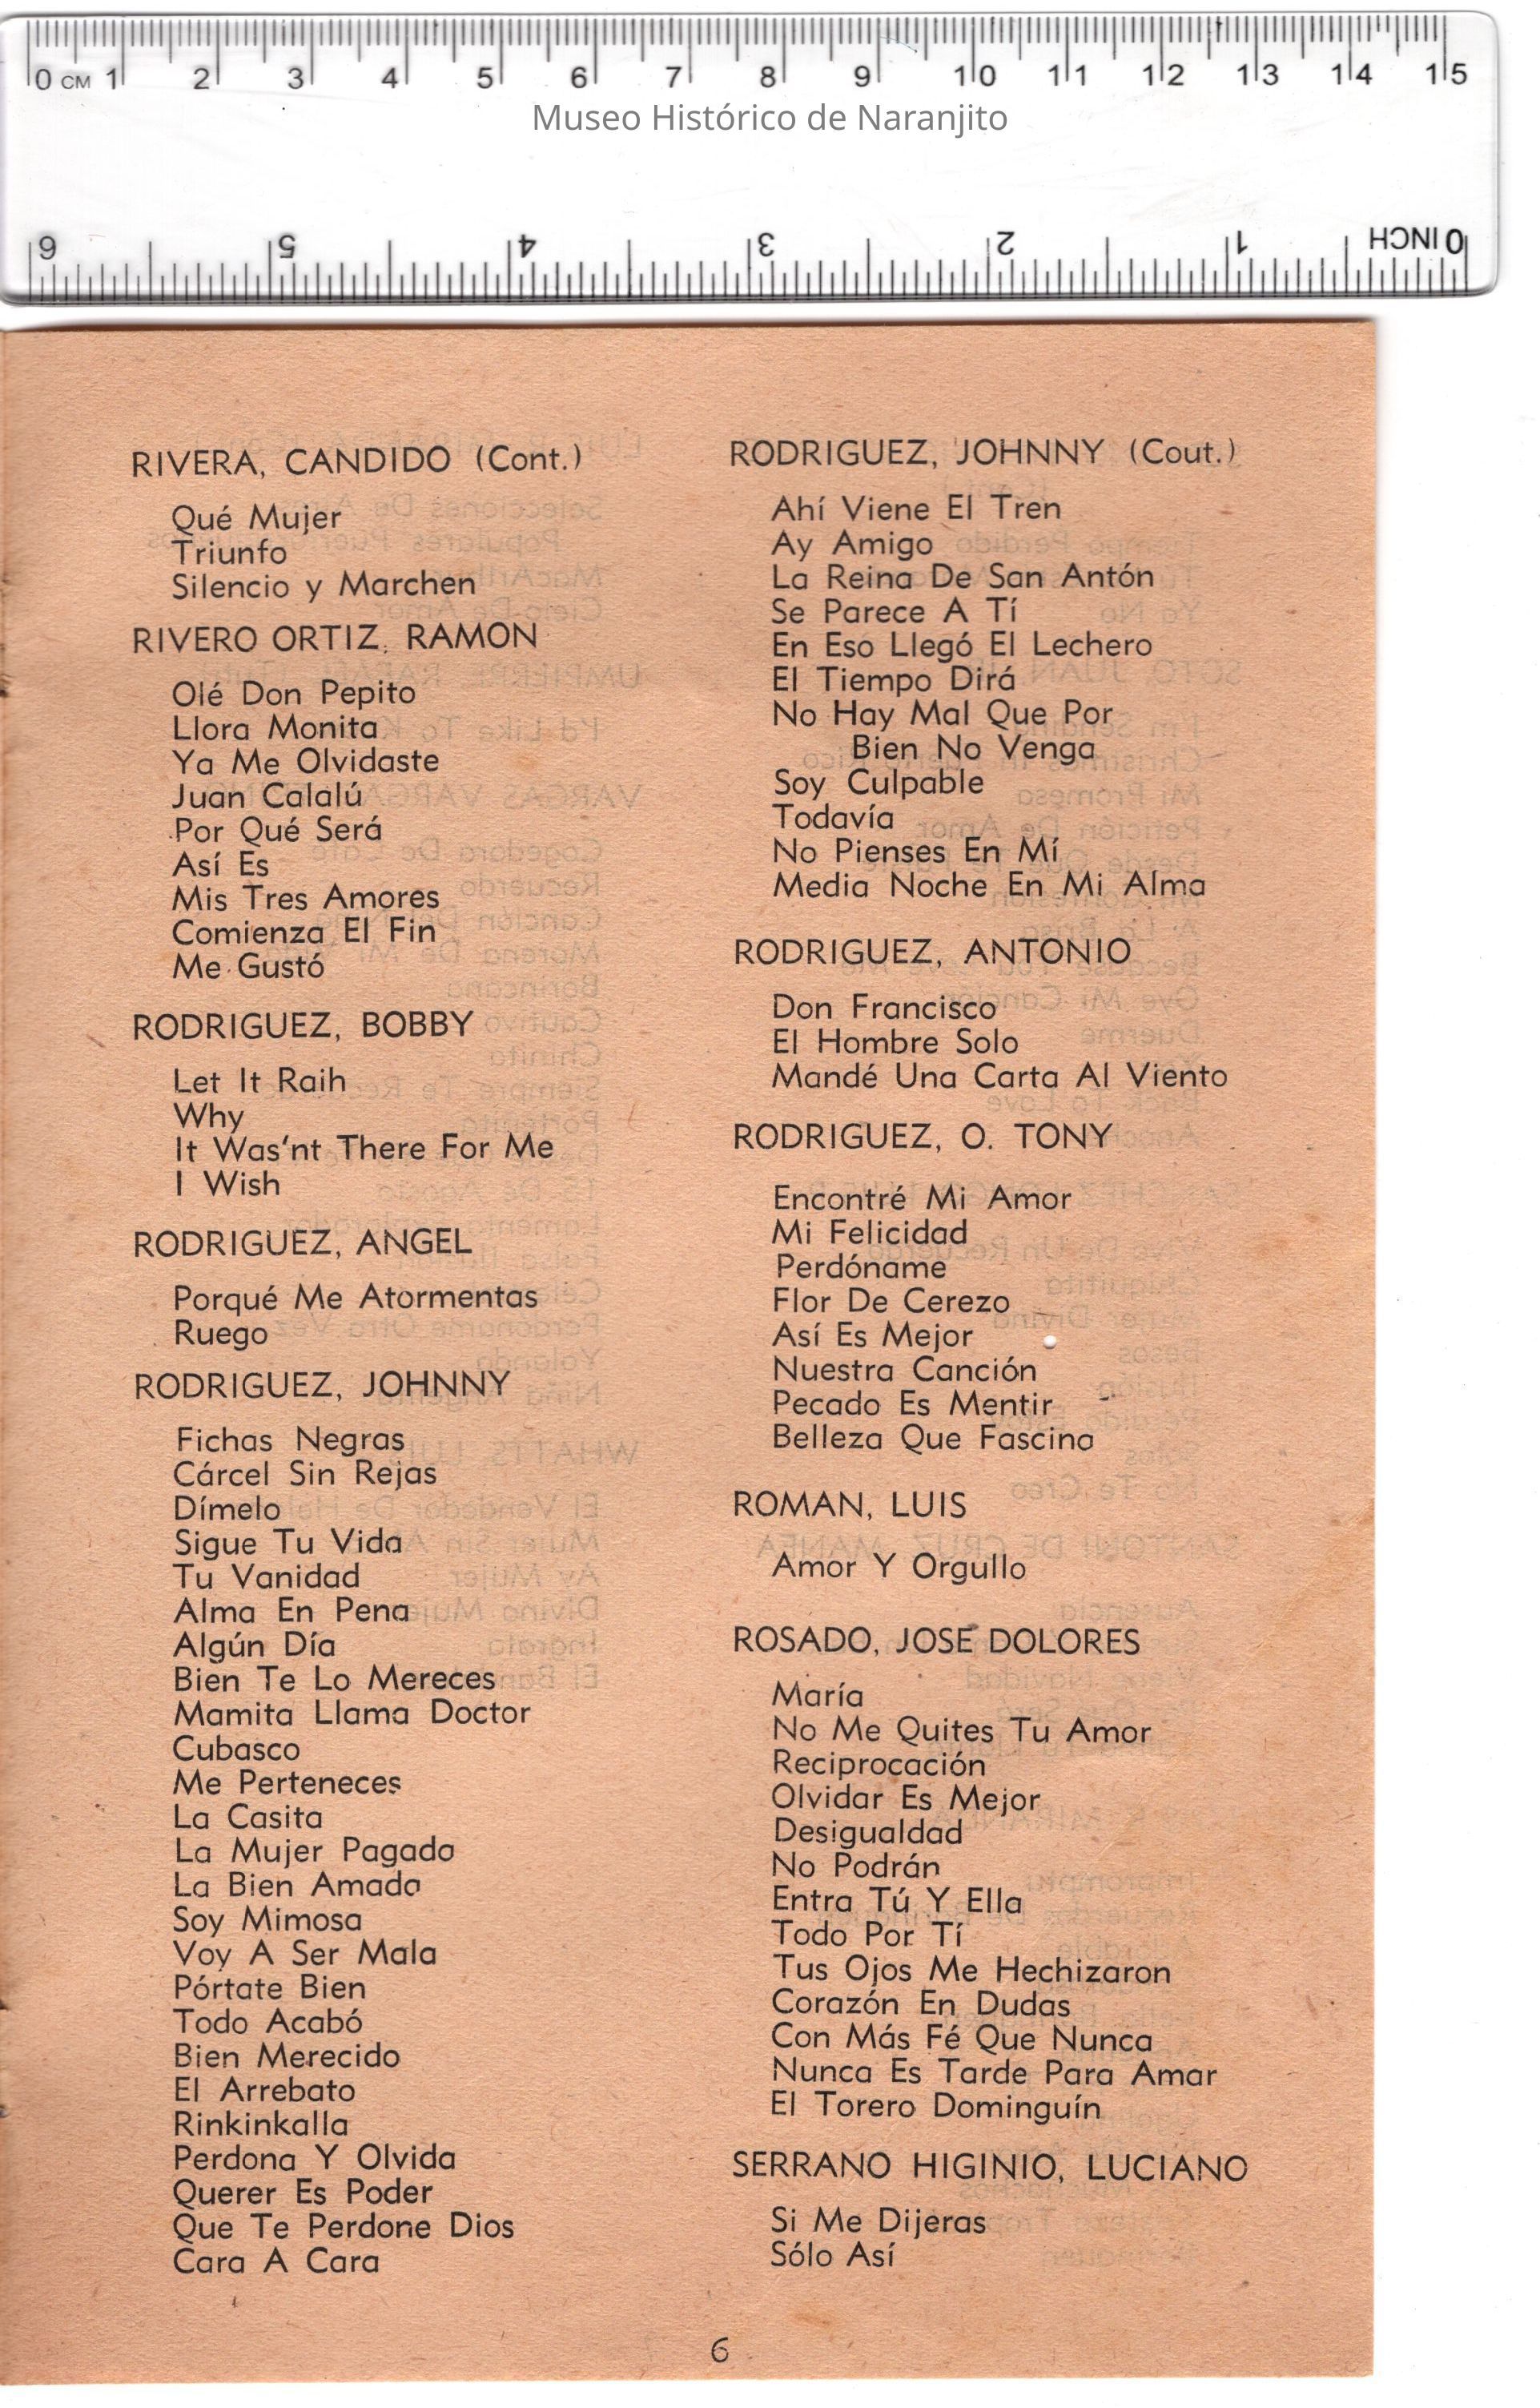 0 CM 1 2 3 4 5 6 7 8 9 10 11 12 13 14 15
Museo Histórico de Naranjito
6 5 4 3 2 1 0 INCH
RIVERA, CANDIDO (Cont.)
Qué Mujer
Triunfo
Silencio y Marchen
RIVERO ORTIZ, RAMON
Olé Don Pepito
Llora Monita
Ya Me Olvidaste
Juan Calalú
Por Qué Será
Así Es
Mis Tres Amores
Comienza El Fin
Me Gustó
RODRIGUEZ, BOBBY
Let It Raih
Why
It Was'nt There For Me
I Wish
RODRIGUEZ, ANGEL
Porqué Me Atormentas
Ruego
RODRIGUEZ, JOHNNY
Fichas Negras
Cárcel Sin Rejas
Dímelo
Sigue Tu Vida
Tu Vanidad
Alma En Pena
Algún Día
Bien Te Lo Mereces
Mamita Llama Doctor
Cubasco
Me Perteneces
La Casita
La Mujer Pagada
La Bien Amada
Soy Mimosa
Voy A Ser Mala
Pórtate Bien
Todo Acabó
Bien Merecido
El Arrebato
Rinkinkalla
Perdona Y Olvida
Querer Es Poder
Que Te Perdone Dios
Cara A Cara
RODRIGUEZ, JOHNNY (Cout.)
Ahí Viene El Tren
Ay Amigo
La Reina De San Antón
Se Parece A Tí
En Eso Llegó El Lechero
El Tiempo Dirá
No Hay Mal Que Por
Bien No Venga
Soy Culpable
Todavía
No Pienses En Mí
Media Noche En Mi Alma
RODRIGUEZ, ANTONIO
Don Francisco
El Hombre Solo
Mandé Una Carta Al Viento
RODRIGUEZ, O. TONY
Encontré Mi Amor
Mi Felicidad
Perdóname
Flor De Cerezo
Así Es Mejor
Nuestra Canción
Pecado Es Mentir
Belleza Que Fascina
ROMAN, LUIS
Amor Y Orgullo
ROSADO, JOSE DOLORES
María
No Me Quites Tu Amor
Reciprocación
Olvidar Es Mejor
Desigualdad
No Podrán
Entra Tú Y Ella
Todo Por Tí
Tus Ojos Me Hechizaron
Corazón En Dudas
Con Más Fé Que Nunca
Nunca Es Tarde Para Amar
El Torero Dominguín
SERRANO HIGINIO, LUCIANO
Si Me Dijeras
Sólo Así
6